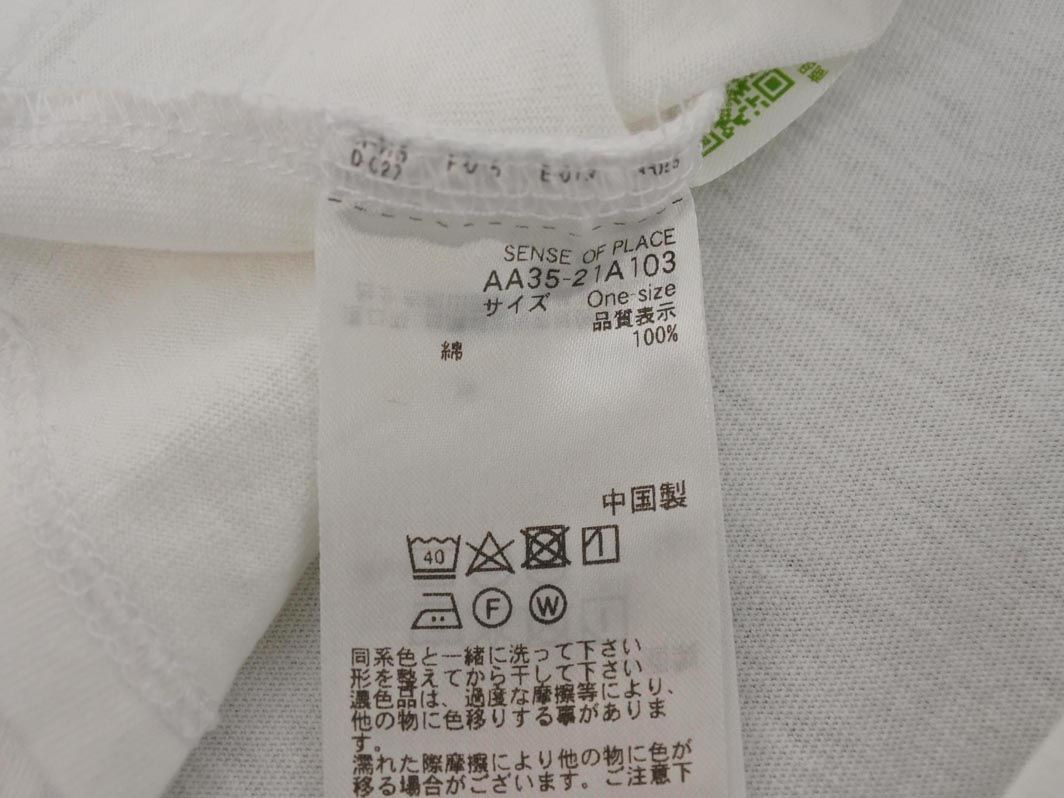 SENSE OF PLACE
AA35-21A103
サイズ One-size
品質表示
綿 100%
中国製
40
F W
同系色と一緒に洗って下さい
形を整えてから干して下さい
濃色品は、過度な摩擦等により、
他の物に色移りする事がありま
す。
濡れた際摩擦により他の物に色が
移る場合がございます。ご注意下